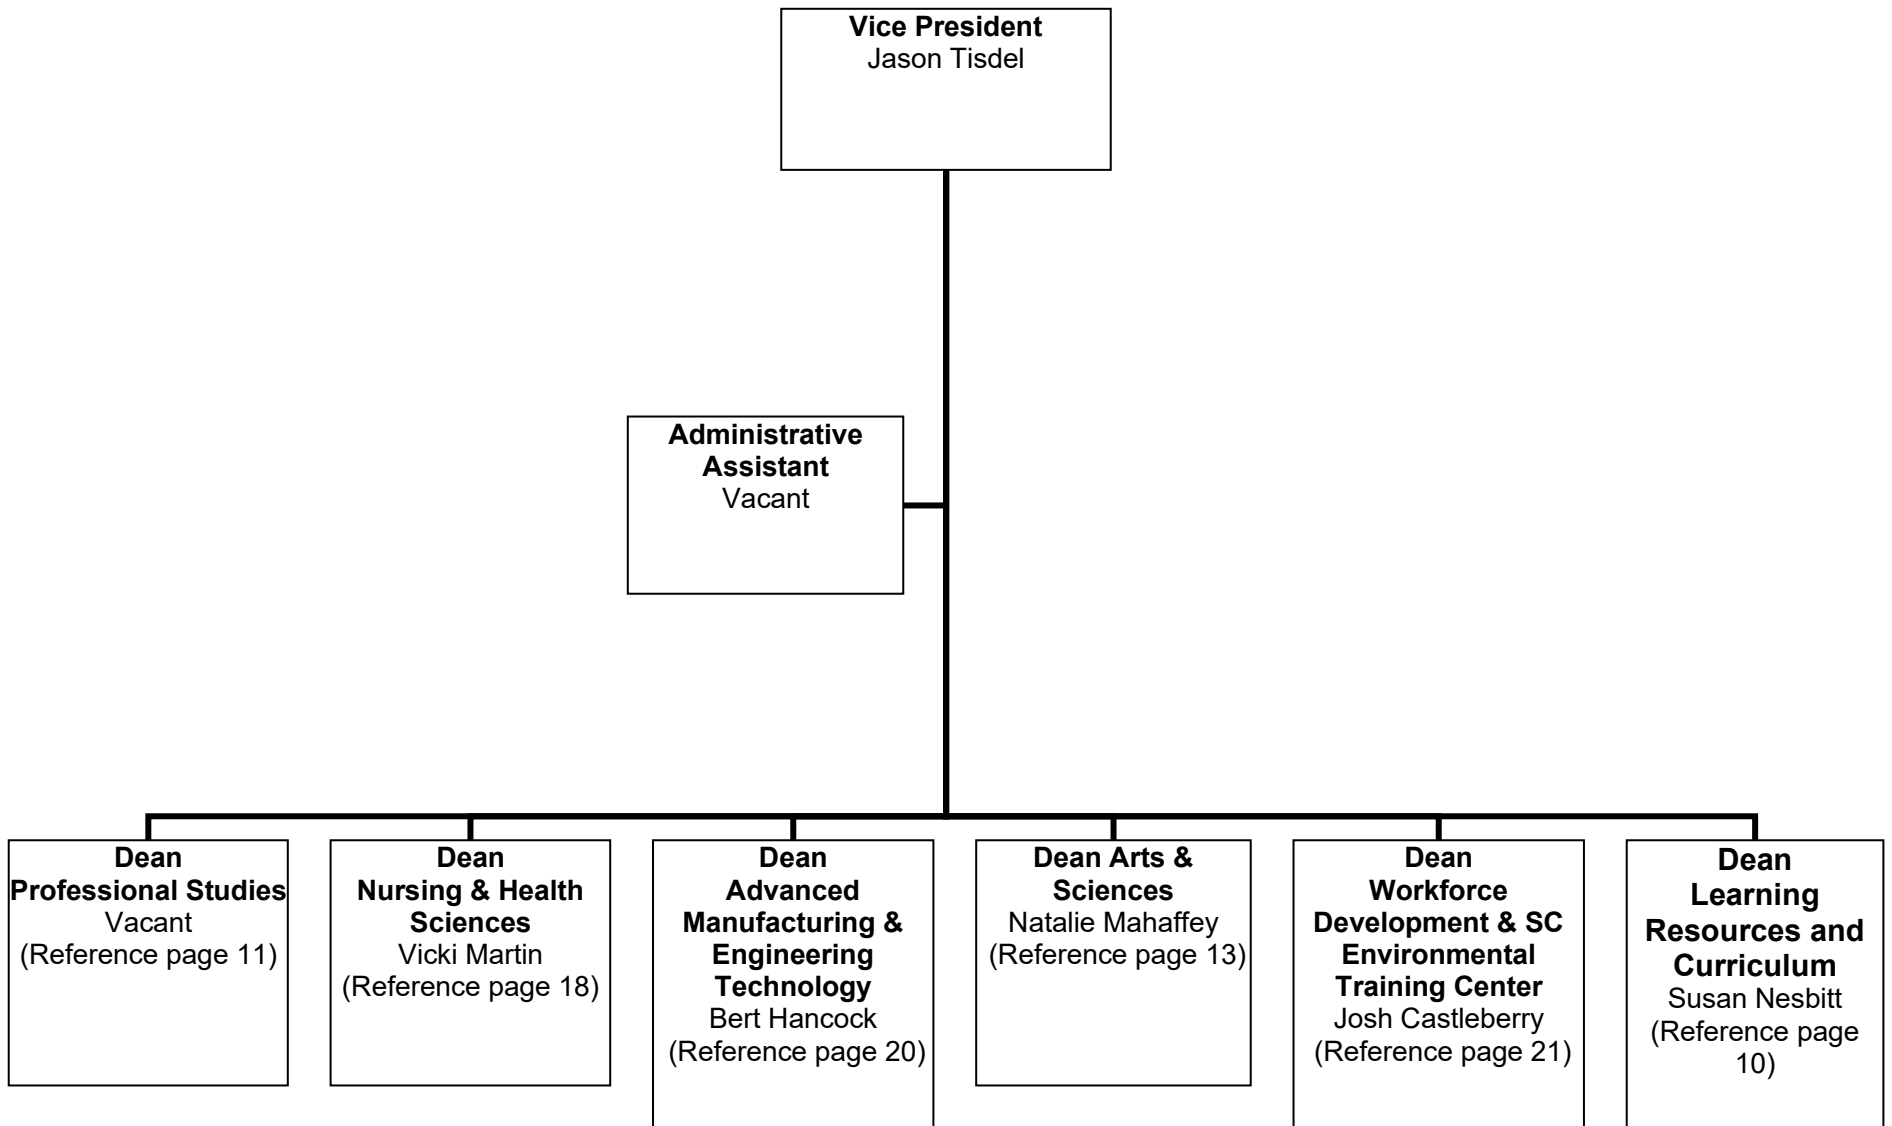 Vice President
Jason Tisdel
Administrative
Assistant
Vacant
Dean
Professional Studies
Vacant
(Reference page 11)
Dean
Nursing & Health
Sciences
Vicki Martin
(Reference page 18)
Dean
Advanced
Manufacturing &
Engineering
Technology
Bert Hancock
(Reference page 20)
Dean Arts &
Sciences
Natalie Mahaffey
(Reference page 13)
Dean
Workforce
Development & SC
Environmental
Training Center
Josh Castleberry
(Reference page 21)
Dean
Learning
Resources and
Curriculum
Susan Nesbitt
(Reference page
10)